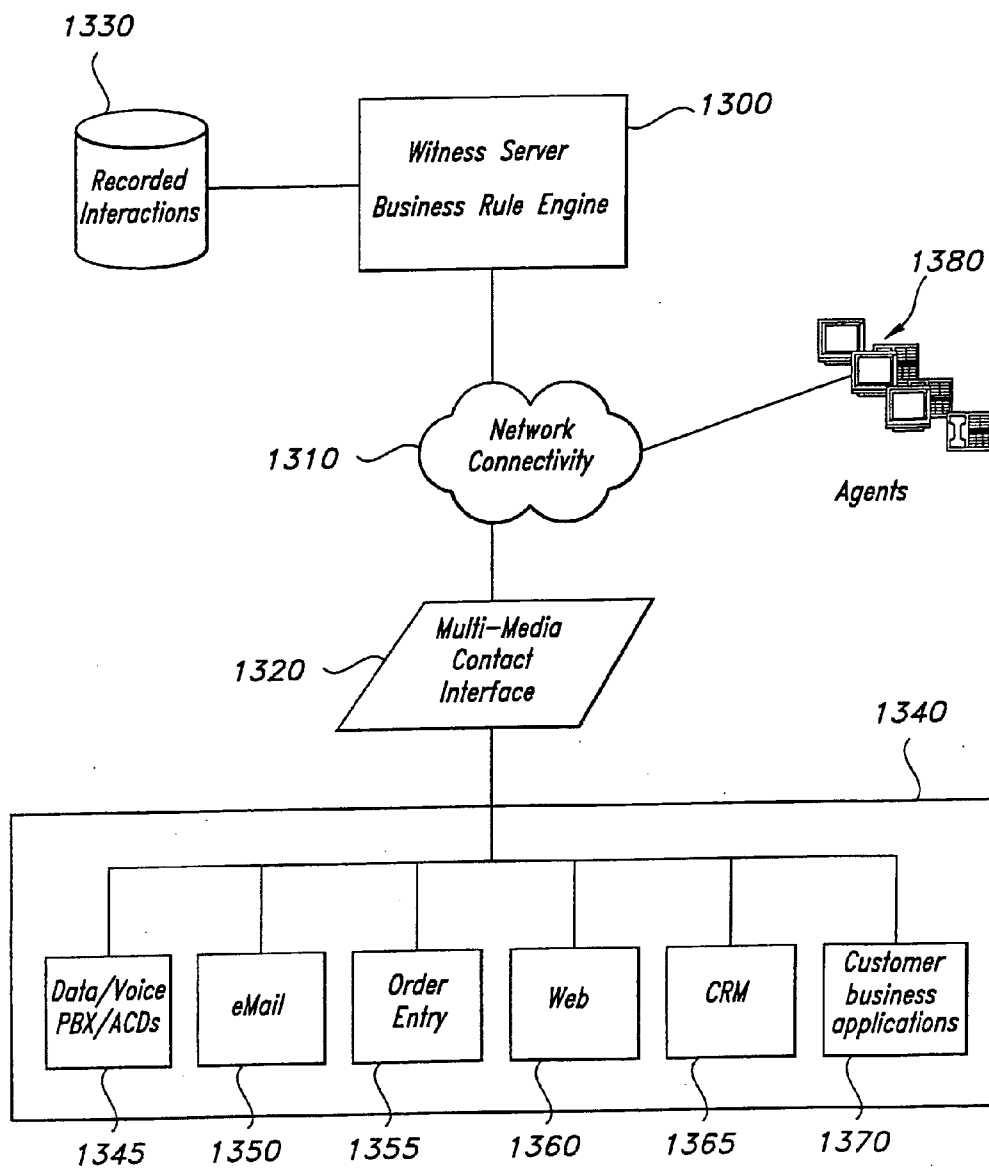 1330
1300
Witness Server
Business Rule Engine
Recorded
Interactions
1380
Network
Connectivity
1310
Agents
Multi-Media
Contact
Interface
1320
1340
Data/Voice
PBX/ACDs
eMail
Order
Entry
Web
CRM
Customer
business
applications
1345
1350
1355
1360
1365
1370